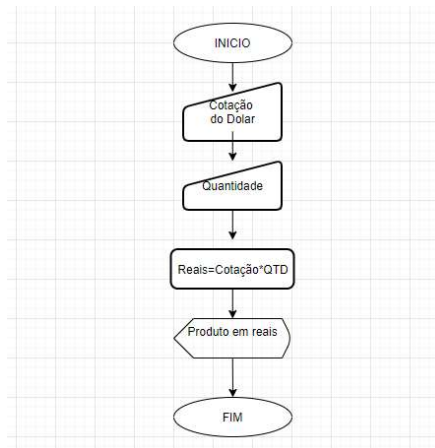 INICIO
Cotação
do Dolar
Quantidade
Reais=Cotação*QTD
Produto em reais
FIM